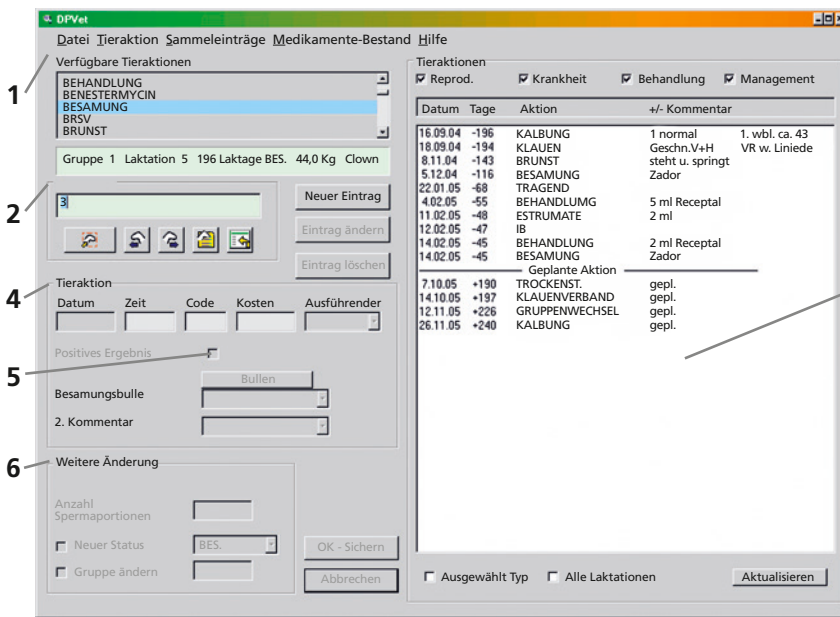 DPVet
Datei Tieraktion Sammeleinträge Medikamente-Bestand Hilfe
Verfügbare Tieraktionen
1
BEHANDLUNG
BENESTERMYCIN
BESAMUNG
BRSV
BRUNST
Gruppe 1 Laktation 5 196 Laktage BES. 44,0 Kg Clown
2
3
Neuer Eintrag
Eintrag ändern
Eintrag löschen
4
Tieraktion
Datum Zeit Code Kosten Ausführender
Positives Ergebnis
5
Bullen
Besamungsbulle
2. Kommentar
6
Weitere Änderung
Anzahl
Spermaportionen
Neuer Status BES.
Gruppe ändern
OK - Sichern
Abbrechen
Tieraktionen
Reprod. Krankheit Behandlung Management
Datum Tage Aktion +/- Kommentar
16.09.04 -196 KALBUNG 1 normal 1. wbl. ca. 43
18.09.04 -194 KLAUEN Geschn.V+H VR w. Liniede
8.11.04 -143 BRUNST steht u. springt
5.12.04 -116 BESAMUNG Zador
22.01.05 -68 TRAGEND
4.02.05 -55 BEHANDLUMG 5 ml Receptal
11.02.05 -48 ESTRUMATE 2 ml
12.02.05 -47 IB
14.02.05 -45 BEHANDLUNG 2 ml Receptal
14.02.05 -45 BESAMUNG Zador
Geplante Aktion
7.10.05 +190 TROCKENST. gepl.
14.10.05 +197 KLAUENVERBAND gepl.
12.11.05 +226 GRUPPENWECHSEL gepl.
26.11.05 +240 KALBUNG gepl.
Ausgewählt Typ Alle Laktationen Aktualisieren